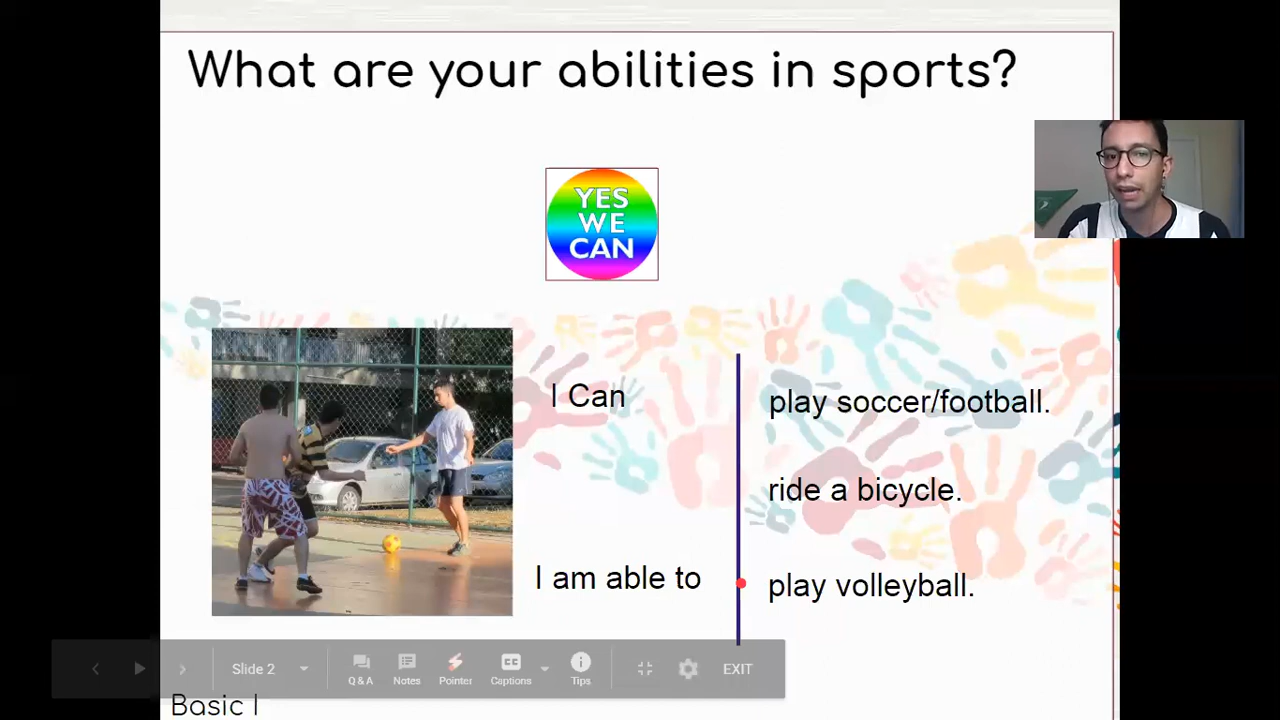 What are your abilities in sports?
YES
WE
CAN
I Can
play soccer/football.
ride a bicycle.
I am able to
play volleyball.
Slide 2
Q & A
Notes
Pointer
CC
Captions
Tips
EXIT
Basic I